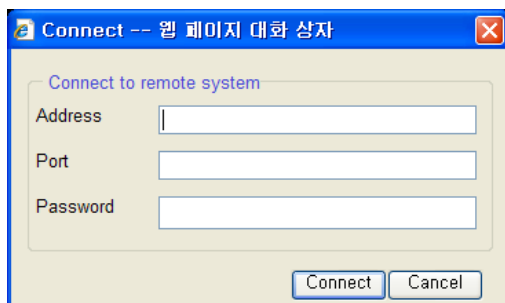 Connect -- 웹 페이지 대화 상자
Connect to remote system
Address
Port
Password
Connect Cancel